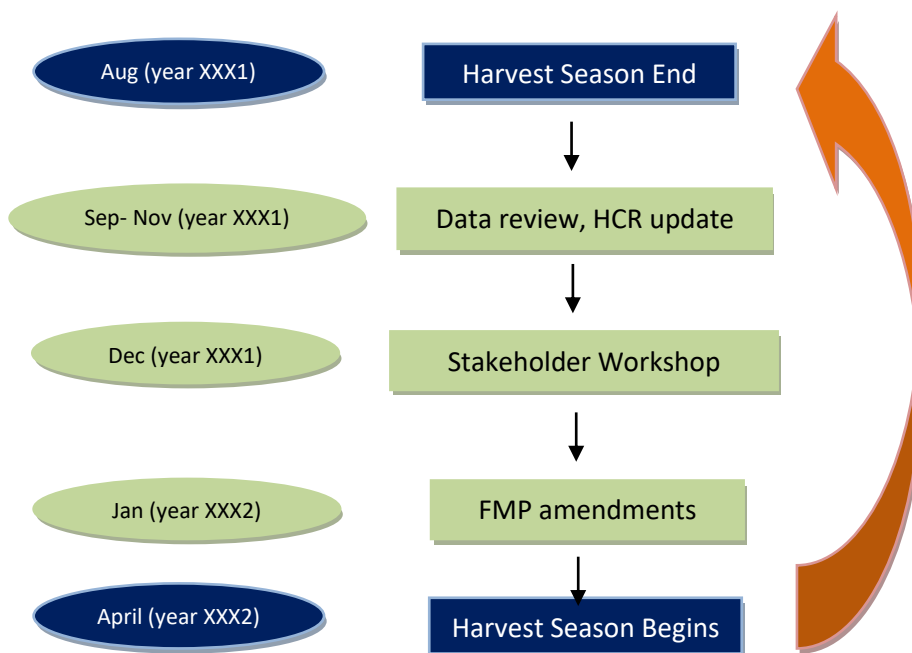 Aug (year XXX1)
Harvest Season End
Sep- Nov (year XXX1)
Data review, HCR update
Dec (year XXX1)
Stakeholder Workshop
Jan (year XXX2)
FMP amendments
April (year XXX2)
Harvest Season Begins